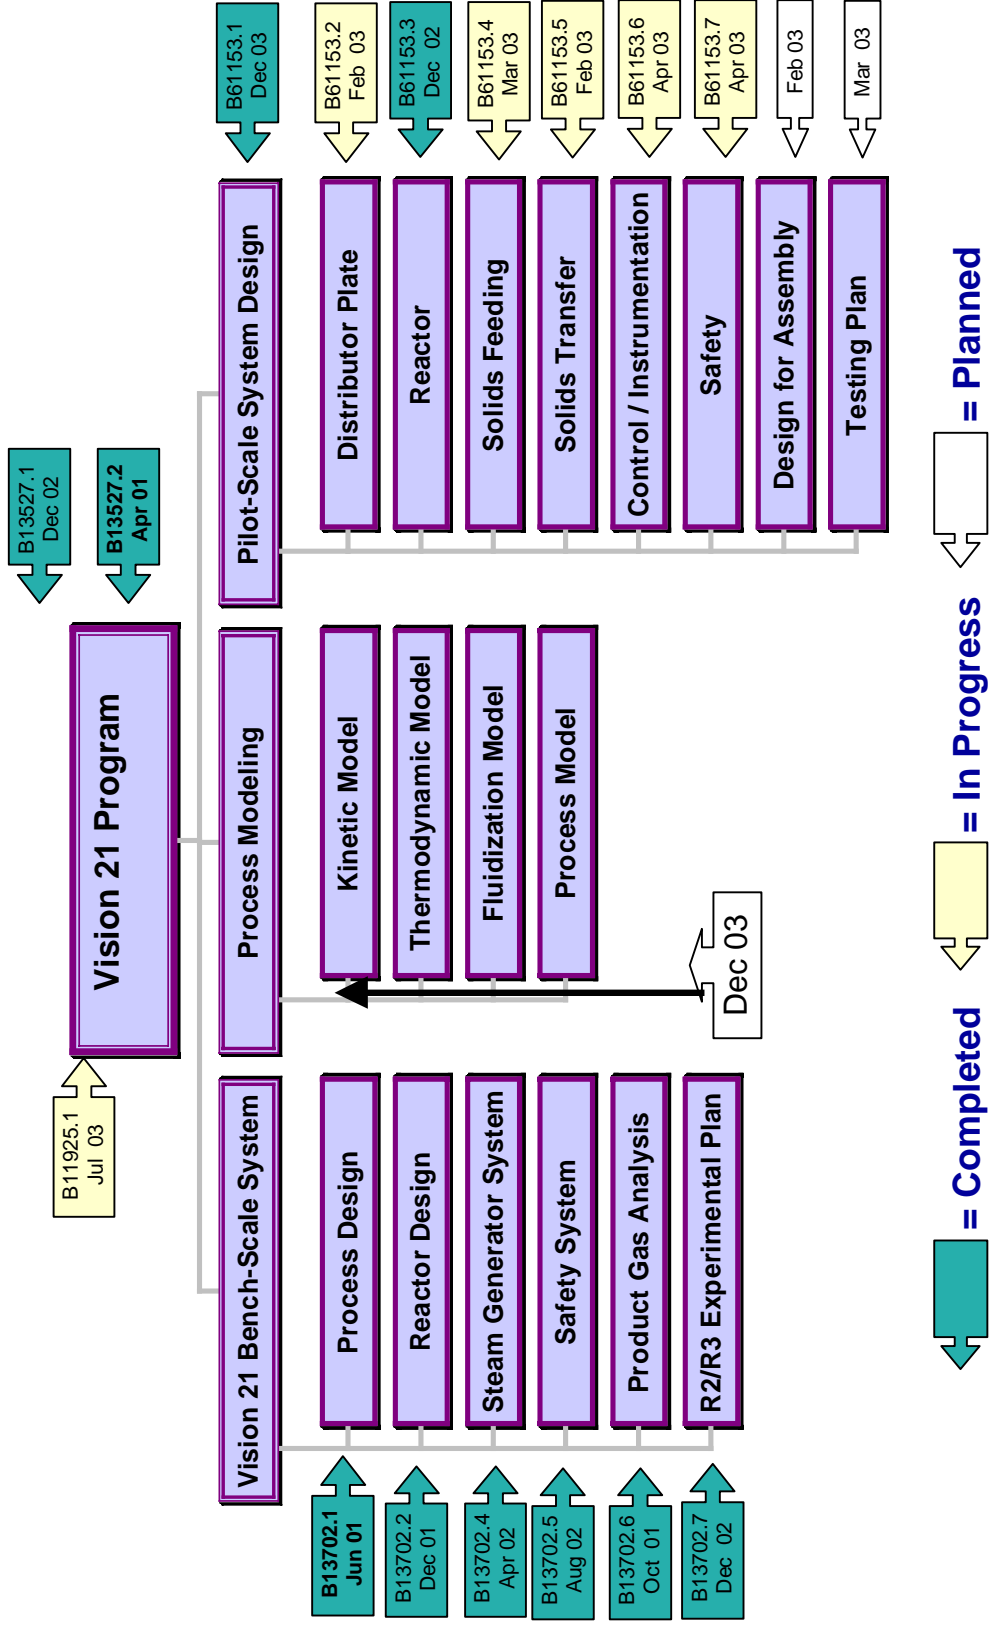 B13527.1
Dec 02
B11925.1
Jul 03
Vision 21 Program
B13527.2
Apr 01
Vision 21 Bench-Scale System
Process Modeling
Pilot-Scale System Design
B61153.1
Dec 03
B13702.1
Jun 01
Process Design
Kinetic Model
Distributor Plate
B61153.2
Feb 03
B13702.2
Dec 01
Reactor Design
Thermodynamic Model
Reactor
B61153.3
Dec 02
B13702.4
Apr 02
Steam Generator System
Fluidization Model
Solids Feeding
B61153.4
Mar 03
B13702.5
Aug 02
Safety System
Process Model
Solids Transfer
B61153.5
Feb 03
B13702.6
Oct 01
Product Gas Analysis
Control / Instrumentation
B61153.6
Apr 03
B13702.7
Dec 02
R2/R3 Experimental Plan
Dec 03
Safety
B61153.7
Apr 03
Design for Assembly
Feb 03
Testing Plan
Mar 03
= Completed
= In Progress
= Planned